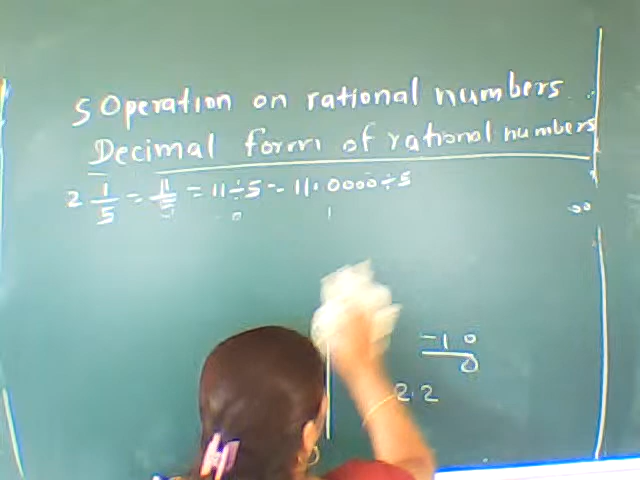 5 Operation on rational numbers
Decimal form of rational numbers
2 1/5 = 11/5 = 11÷5 = 11.0000÷5
-10
0
2.2